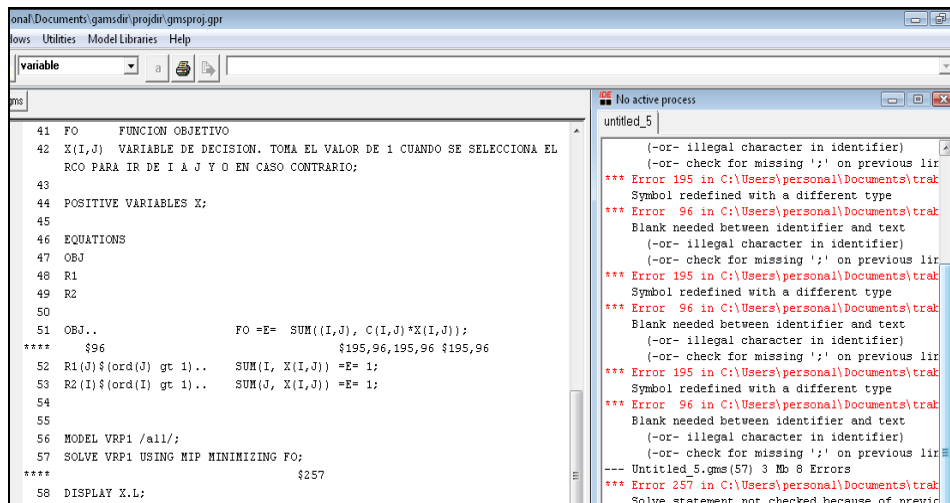 onal\Documents\gamsdir\projdir\gmsproj.gpr
lows Utilities Model Libraries Help
variable
a
gms
41 FO FUNCION OBJETIVO
42 X(I,J) VARIABLE DE DECISION. TOMA EL VALOR DE 1 CUANDO SE SELECCIONA EL
RCO PARA IR DE I A J Y 0 EN CASO CONTRARIO;
43
44 POSITIVE VARIABLES X;
45
46 EQUATIONS
47 OBJ
48 R1
49 R2
50
51 OBJ.. FO =E= SUM((I,J), C(I,J)*X(I,J));
**** $96 $195,96,195,96 $195,96
52 R1(J)$(ord(J) gt 1).. SUM(I, X(I,J)) =E= 1;
53 R2(I)$(ord(I) gt 1).. SUM(J, X(I,J)) =E= 1;
54
55
56 MODEL VRP1 /all/;
57 SOLVE VRP1 USING MIP MINIMIZING FO;
**** $257
58 DISPLAY X.L;
IDE No active process
untitled_5
(-or- illegal character in identifier)
(-or- check for missing ';' on previous lin
*** Error 195 in C:\Users\personal\Documents\trab
Symbol redefined with a different type
*** Error 96 in C:\Users\personal\Documents\trab
Blank needed between identifier and text
(-or- illegal character in identifier)
(-or- check for missing ';' on previous lin
*** Error 195 in C:\Users\personal\Documents\trab
Symbol redefined with a different type
*** Error 96 in C:\Users\personal\Documents\trab
Blank needed between identifier and text
(-or- illegal character in identifier)
(-or- check for missing ';' on previous lin
*** Error 195 in C:\Users\personal\Documents\trab
Symbol redefined with a different type
*** Error 96 in C:\Users\personal\Documents\trab
Blank needed between identifier and text
(-or- illegal character in identifier)
(-or- check for missing ';' on previous lin
--- Untitled_5.gms(57) 3 Mb 8 Errors
*** Error 257 in C:\Users\personal\Documents\trab
Solve statement not checked because of previo